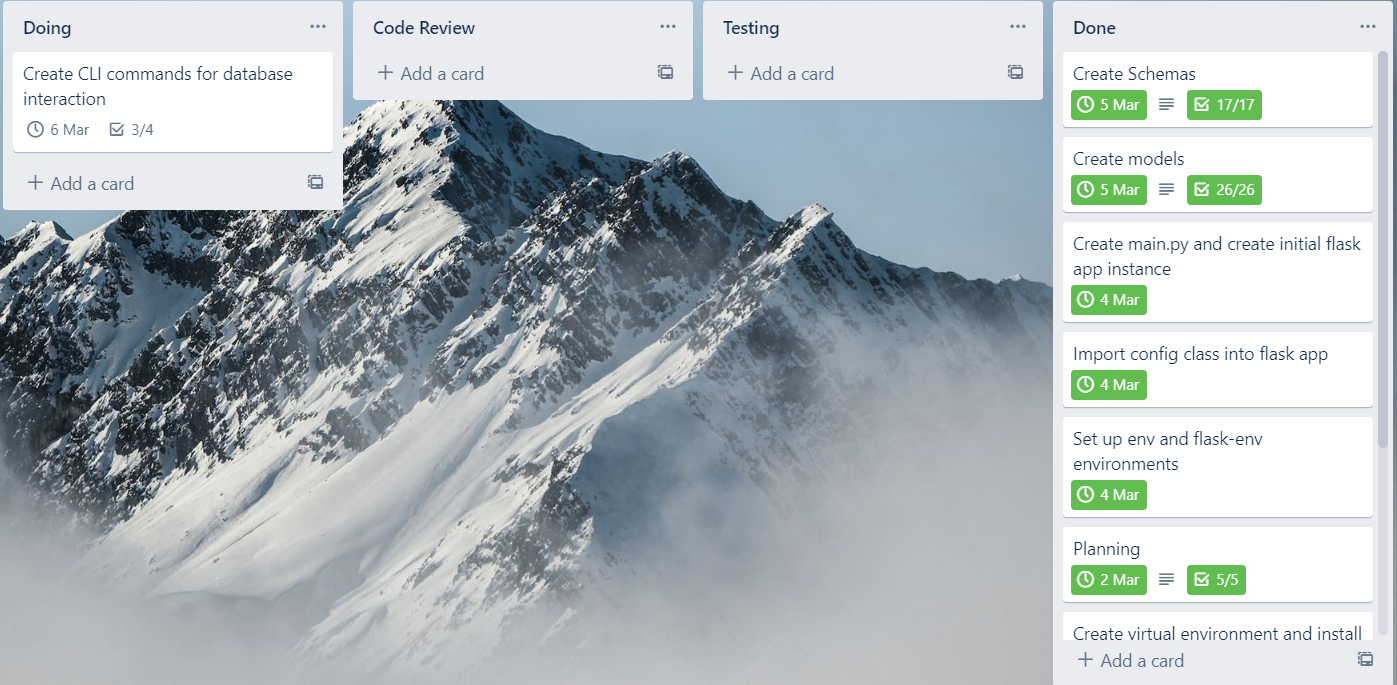 Doing
Create CLI commands for database
interaction
6 Mar 3/4
+ Add a card
Code Review
+ Add a card
Testing
+ Add a card
Done
Create Schemas
5 Mar 17/17
Create models
5 Mar 26/26
Create main.py and create initial flask
app instance
4 Mar
Import config class into flask app
4 Mar
Set up env and flask-env
environments
4 Mar
Planning
2 Mar 5/5
Create virtual environment and install
+ Add a card